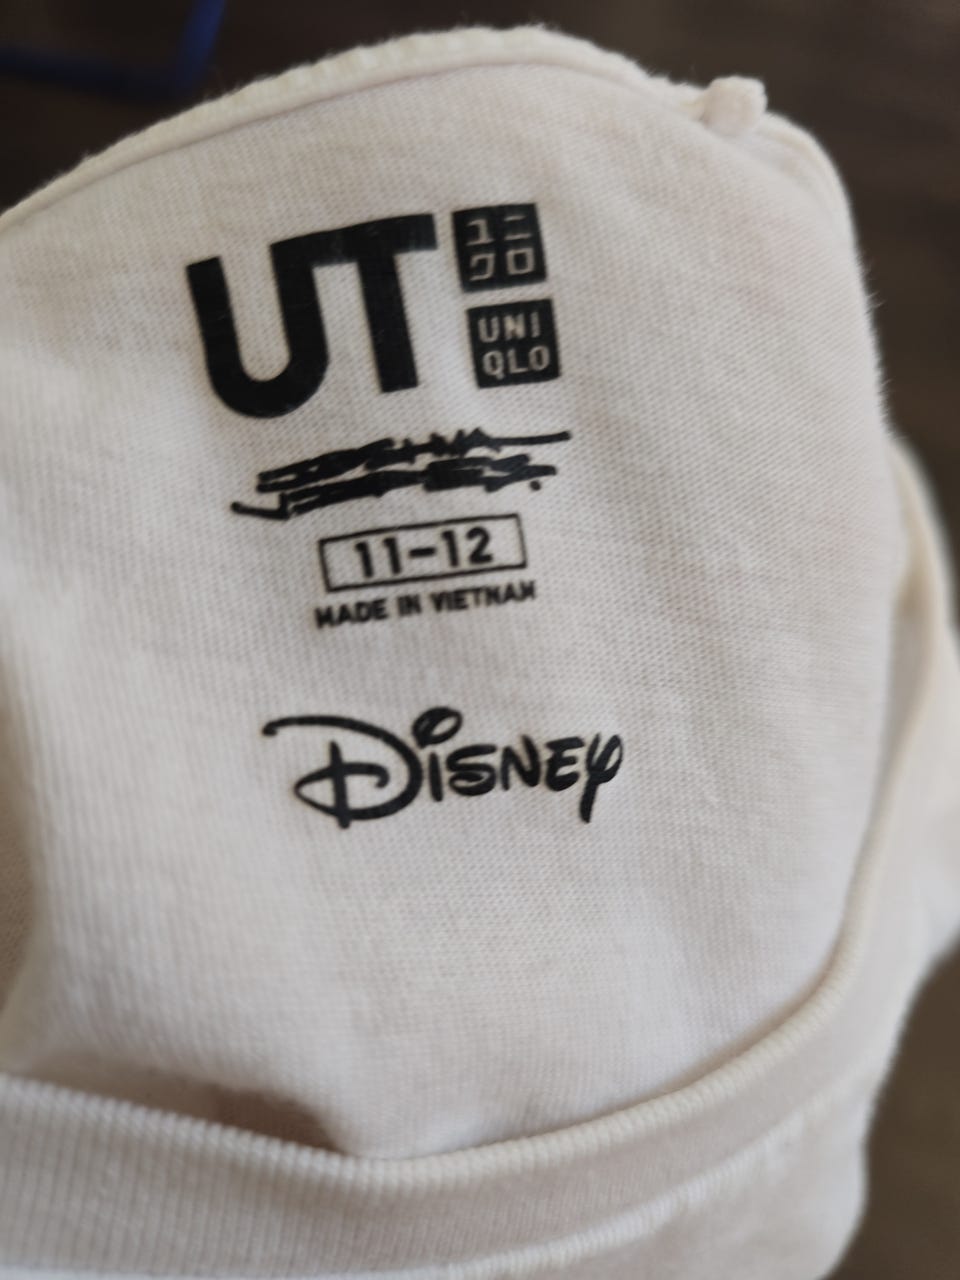 UT
ユニ
クロ
UNI
QLO
11-12
MADE IN VIETNAM
Disney